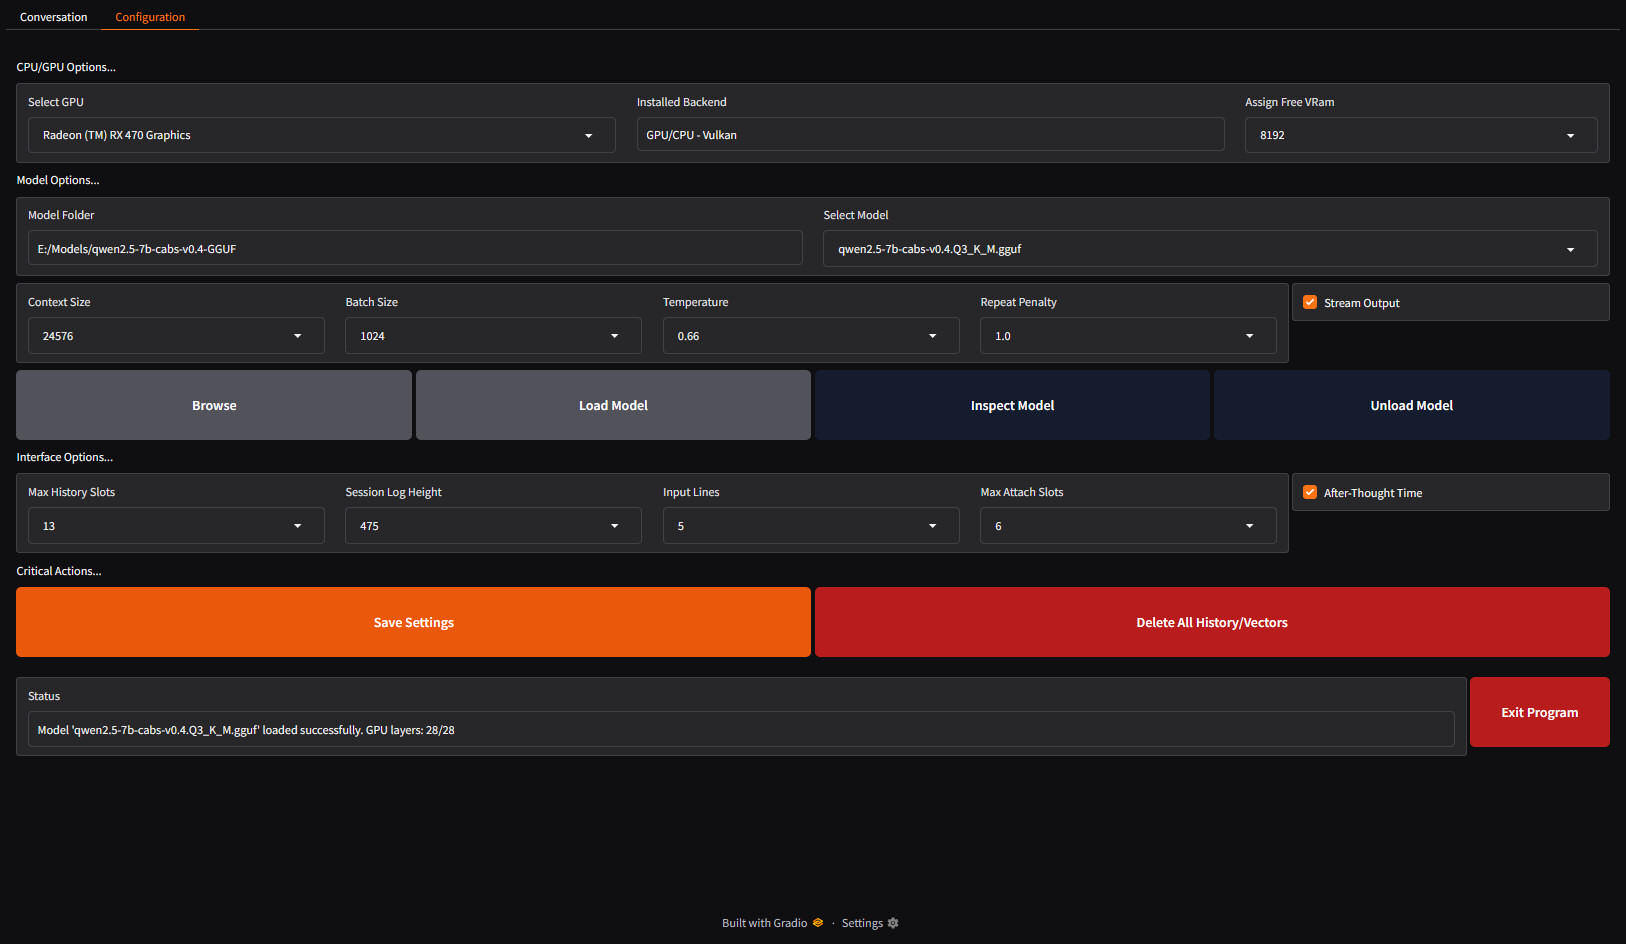 Conversation Configuration
CPU/GPU Options...
Select GPU Installed Backend Assign Free VRam
Radeon (TM) RX 470 Graphics GPU/CPU - Vulkan 8192
Model Options...
Model Folder Select Model
E:/Models/qwen2.5-7b-cabs-v0.4-GGUF qwen2.5-7b-cabs-v0.4.Q3_K_M.gguf
Context Size Batch Size Temperature Repeat Penalty Stream Output
24576 1024 0.66 1.0
Browse Load Model Inspect Model Unload Model
Interface Options...
Max History Slots Session Log Height Input Lines Max Attach Slots After-Thought Time
13 475 5 6
Critical Actions...
Save Settings Delete All History/Vectors
Status
Model 'qwen2.5-7b-cabs-v0.4.Q3_K_M.gguf' loaded successfully. GPU layers: 28/28
Exit Program
Built with Gradio · Settings